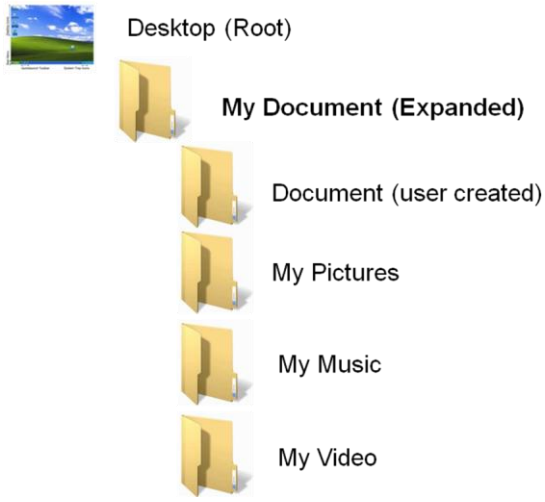 Desktop (Root)
My Document (Expanded)
Document (user created)
My Pictures
My Music
My Video